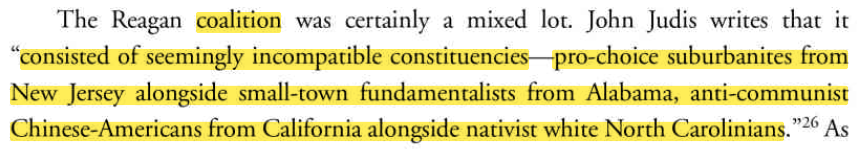 The Reagan coalition was certainly a mixed lot. John Judis writes that it
“consisted of seemingly incompatible constituencies—pro-choice suburbanites from
New Jersey alongside small-town fundamentalists from Alabama, anti-communist
Chinese-Americans from California alongside nativist white North Carolinians.”26 As